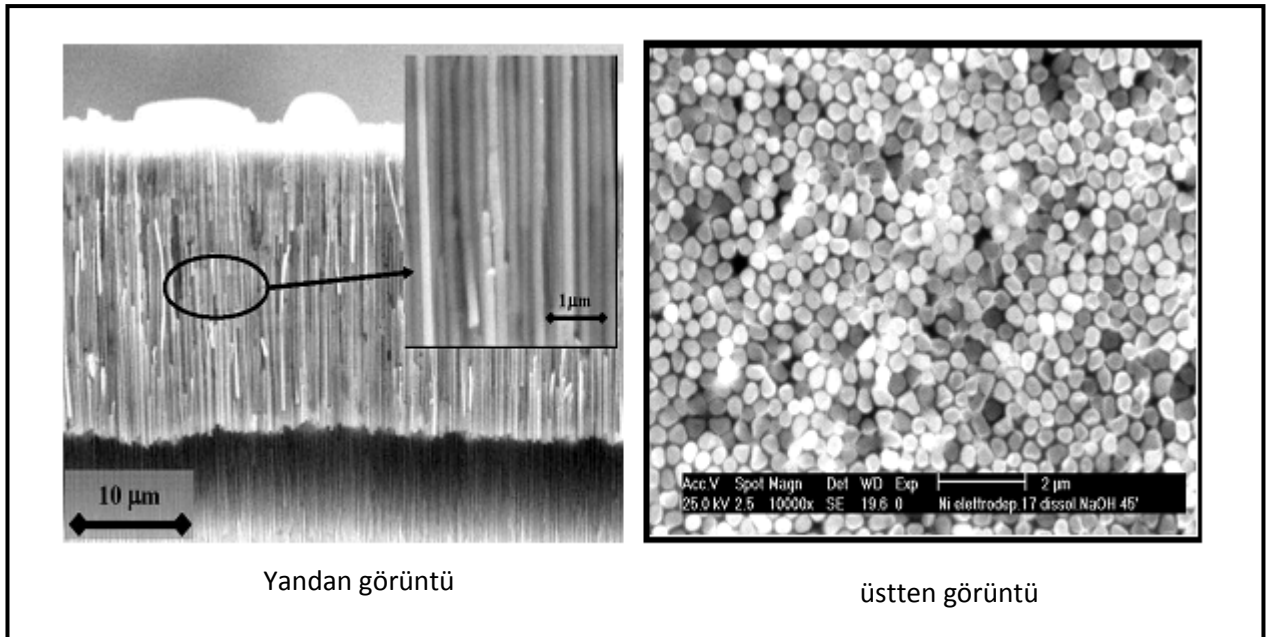 1μm
10 μm
Acc.V Spot Magn Det WD Exp 2 μm
25.0 kV 2.5 10000x SE 19.6 0 Ni elettrodep.17 dissol.NaOH 45'
Yandan görüntü
üstten görüntü